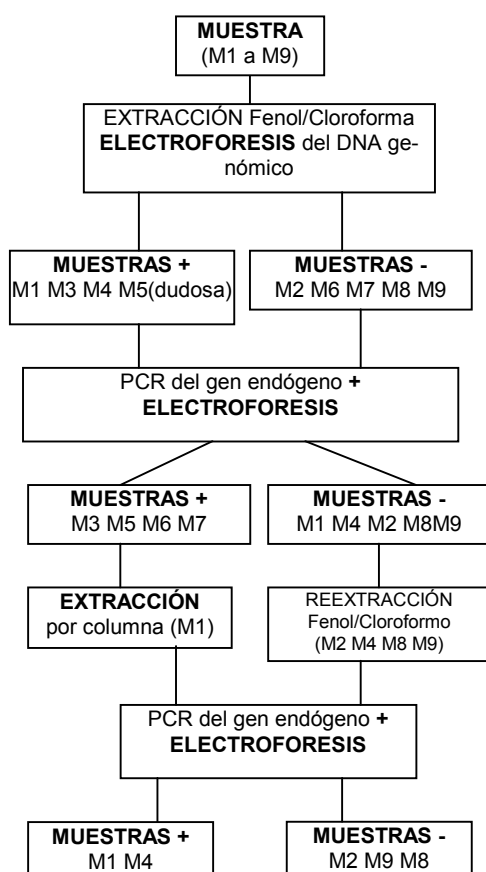 MUESTRA
(M1 a M9)
EXTRACCIÓN Fenol/Cloroforma
ELECTROFORESIS del DNA ge-
nómico
MUESTRAS +
M1 M3 M4 M5(dudosa)
MUESTRAS -
M2 M6 M7 M8 M9
PCR del gen endógeno +
ELECTROFORESIS
MUESTRAS +
M3 M5 M6 M7
MUESTRAS -
M1 M4 M2 M8M9
EXTRACCIÓN
por columna (M1)
REEXTRACCIÓN
Fenol/Cloroformo
(M2 M4 M8 M9)
PCR del gen endógeno +
ELECTROFORESIS
MUESTRAS +
M1 M4
MUESTRAS -
M2 M9 M8